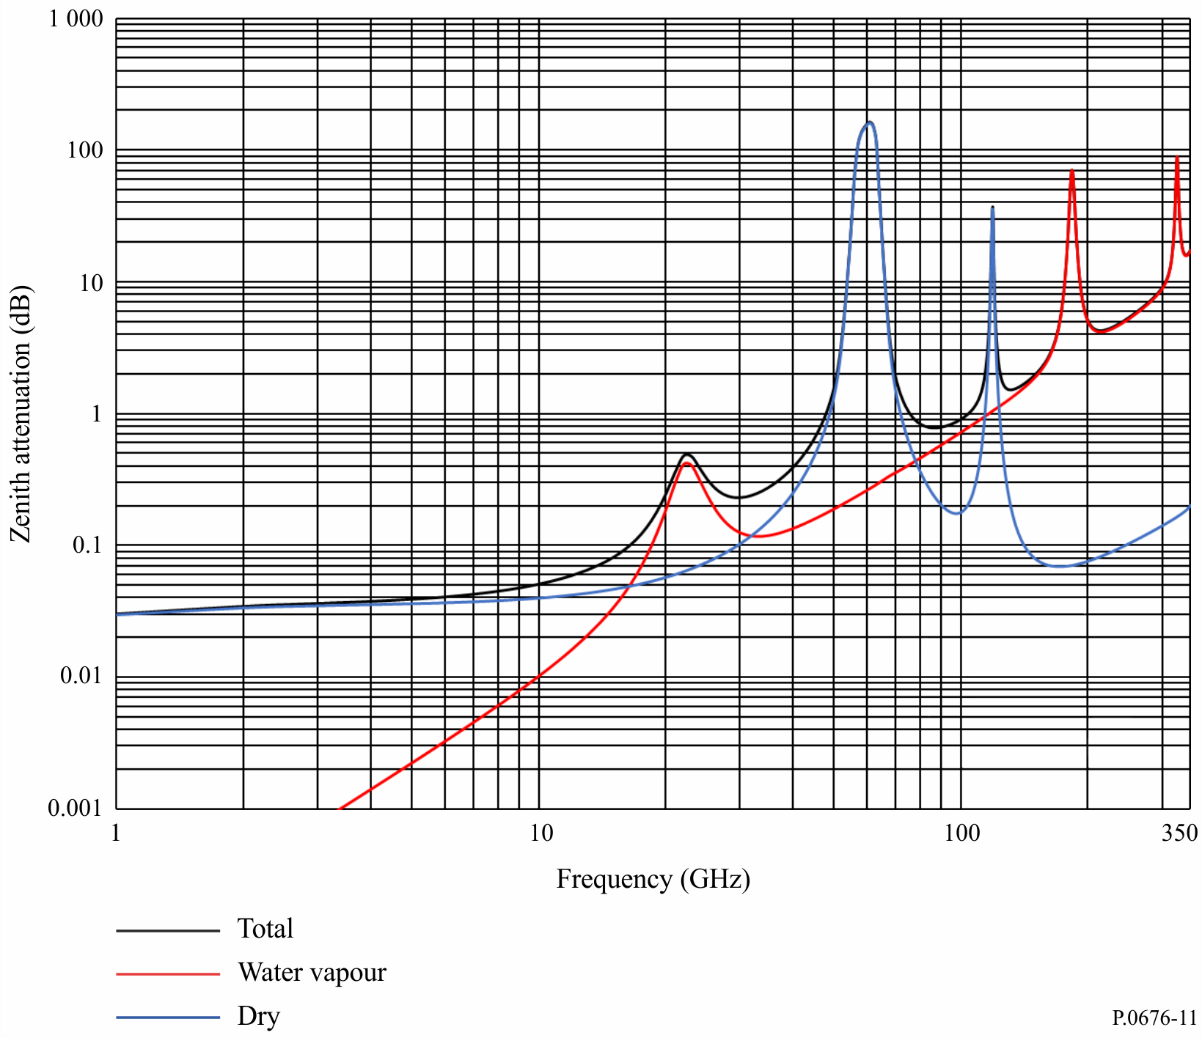 1 000
100
10
1
0.1
0.01
0.001
Zenith attenuation (dB)
1 10 100 350
Frequency (GHz)
Total
Water vapour
Dry
P.0676-11